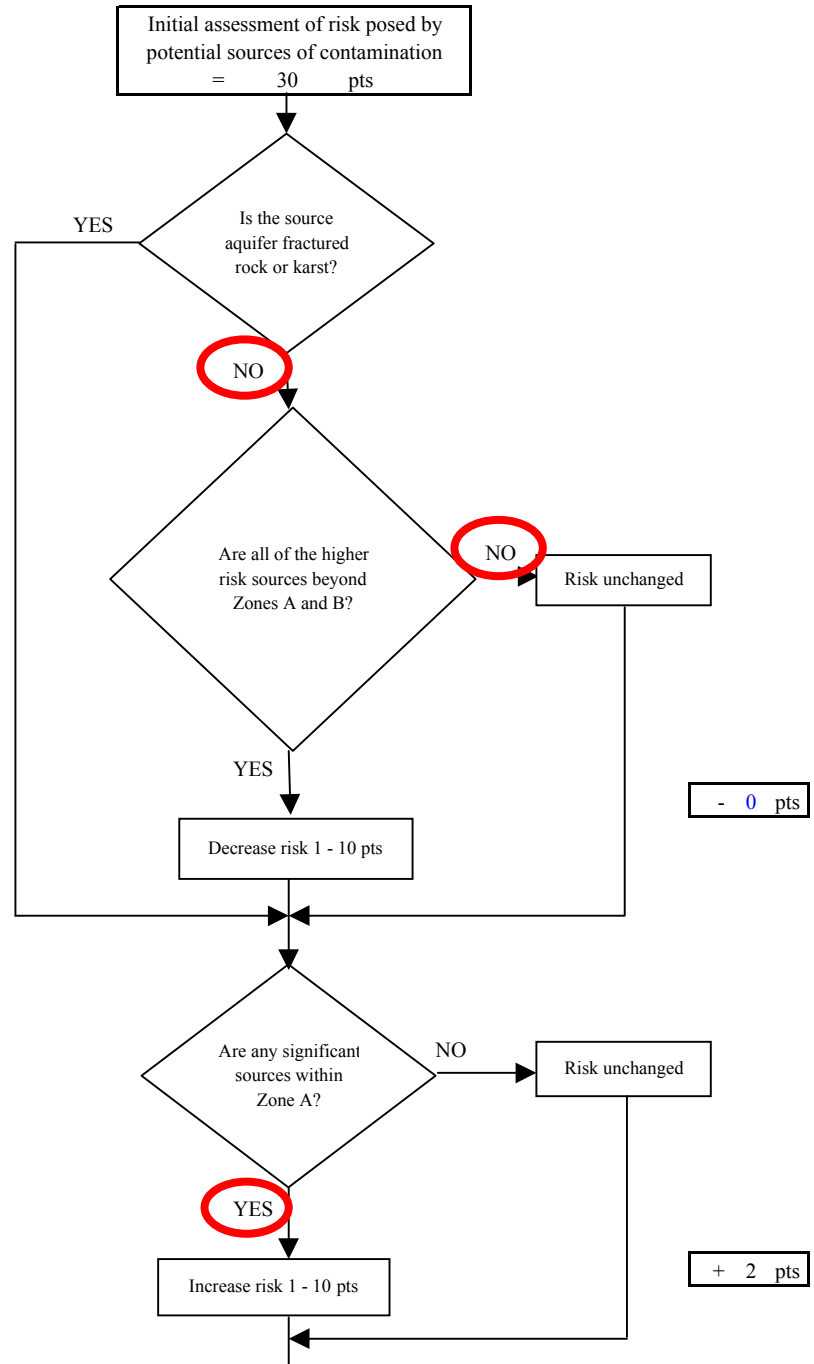 Initial assessment of risk posed by
potential sources of contamination
= 30 pts
YES
Is the source
aquifer fractured
rock or karst?
NO
Are all of the higher
risk sources beyond
Zones A and B?
NO
Risk unchanged
YES
- 0 pts
Decrease risk 1 - 10 pts
Are any significant
sources within
Zone A?
NO
Risk unchanged
YES
+ 2 pts
Increase risk 1 - 10 pts